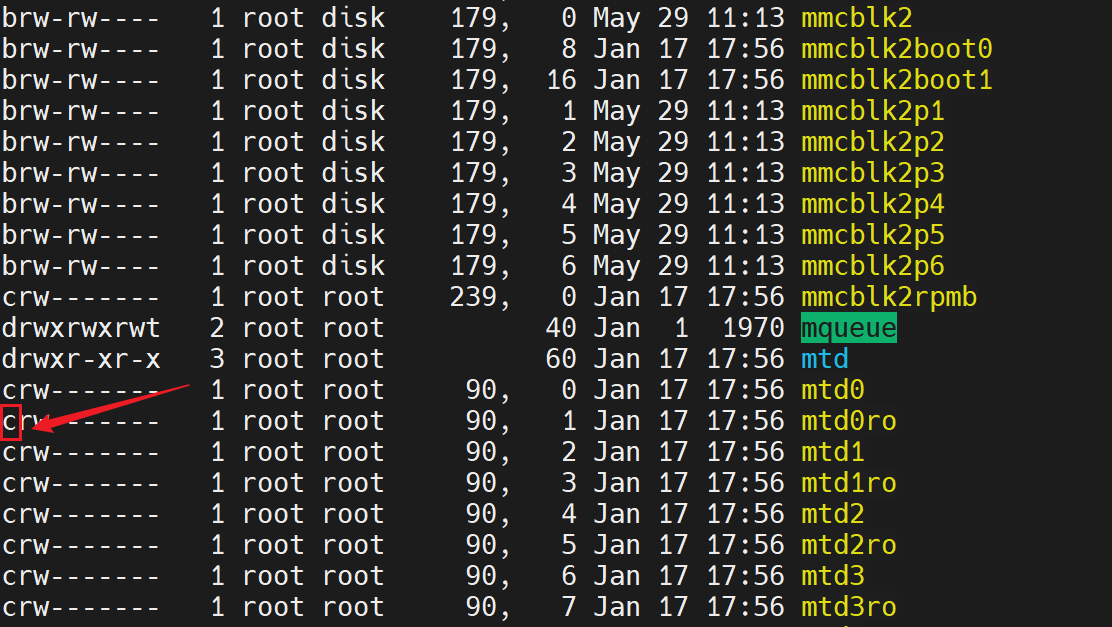 brw-rw---- 1 root disk 179, 0 May 29 11:13 mmcblk2
brw-rw---- 1 root disk 179, 8 Jan 17 17:56 mmcblk2boot0
brw-rw---- 1 root disk 179, 16 Jan 17 17:56 mmcblk2boot1
brw-rw---- 1 root disk 179, 1 May 29 11:13 mmcblk2p1
brw-rw---- 1 root disk 179, 2 May 29 11:13 mmcblk2p2
brw-rw---- 1 root disk 179, 3 May 29 11:13 mmcblk2p3
brw-rw---- 1 root disk 179, 4 May 29 11:13 mmcblk2p4
brw-rw---- 1 root disk 179, 5 May 29 11:13 mmcblk2p5
brw-rw---- 1 root disk 179, 6 May 29 11:13 mmcblk2p6
crw------- 1 root root 239, 0 Jan 17 17:56 mmcblk2rpmb
drwxrwxrwt 2 root root 40 Jan 1 1970 mqueue
drwxr-xr-x 3 root root 60 Jan 17 17:56 mtd
crw------- 1 root root 90, 0 Jan 17 17:56 mtd0
crw------- 1 root root 90, 1 Jan 17 17:56 mtd0ro
crw------- 1 root root 90, 2 Jan 17 17:56 mtd1
crw------- 1 root root 90, 3 Jan 17 17:56 mtd1ro
crw------- 1 root root 90, 4 Jan 17 17:56 mtd2
crw------- 1 root root 90, 5 Jan 17 17:56 mtd2ro
crw------- 1 root root 90, 6 Jan 17 17:56 mtd3
crw------- 1 root root 90, 7 Jan 17 17:56 mtd3ro